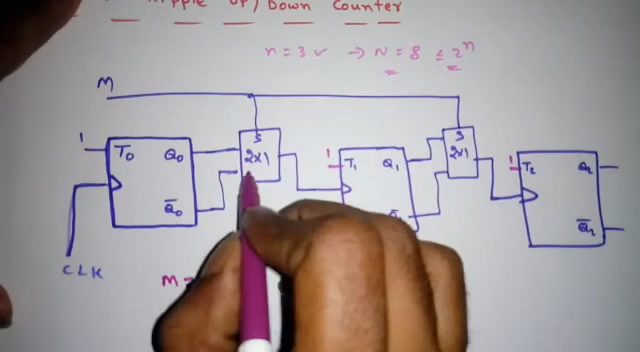 Ripple Up/Down Counter
n = 3 ✓ → N = 8 ≤ 2ⁿ
M
1 T₀ Q₀ Q̄₀
S 2x1
1 T₁ Q₁
S 2x1
1 T₂ Q₂ Q̄₂
CLK
M =